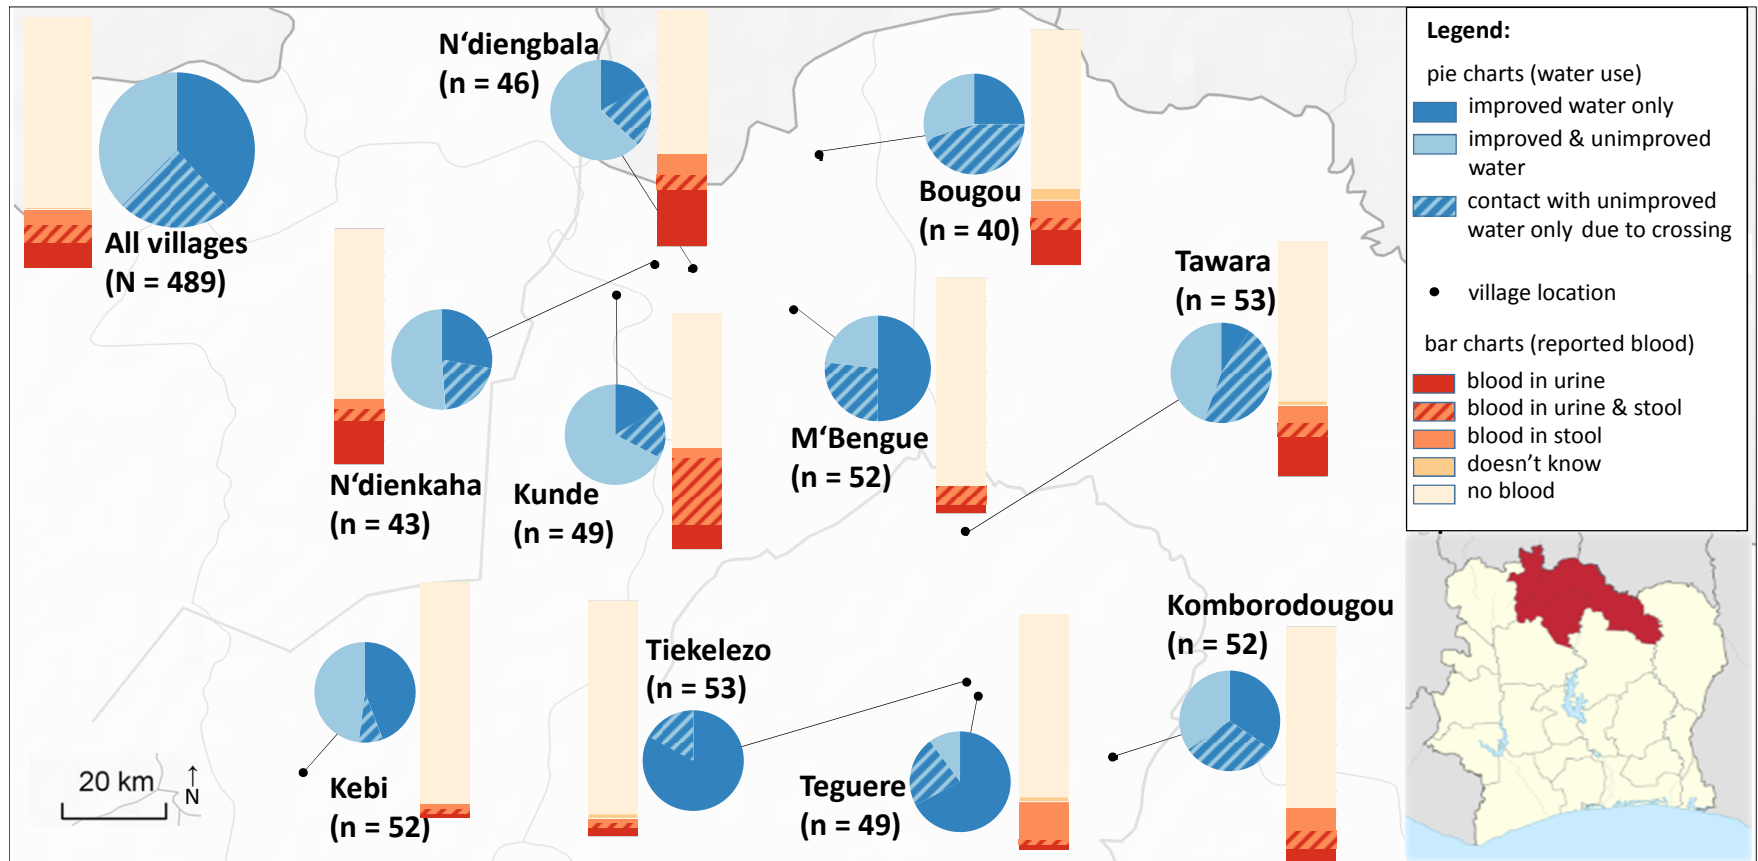 N‘diengbala
(n = 46)
All villages
(N = 489)
Bougou
(n = 40)
Tawara
(n = 53)
N‘dienkaha
(n = 43)
Kunde
(n = 49)
M‘Bengue
(n = 52)
Komborodougou
(n = 52)
Tiekelezo
(n = 53)
Teguere
(n = 49)
Kebi
(n = 52)
20 km
N
Legend:
pie charts (water use)
improved water only
improved & unimproved
water
contact with unimproved
water only due to crossing
village location
bar charts (reported blood)
blood in urine
blood in urine & stool
blood in stool
doesn’t know
no blood